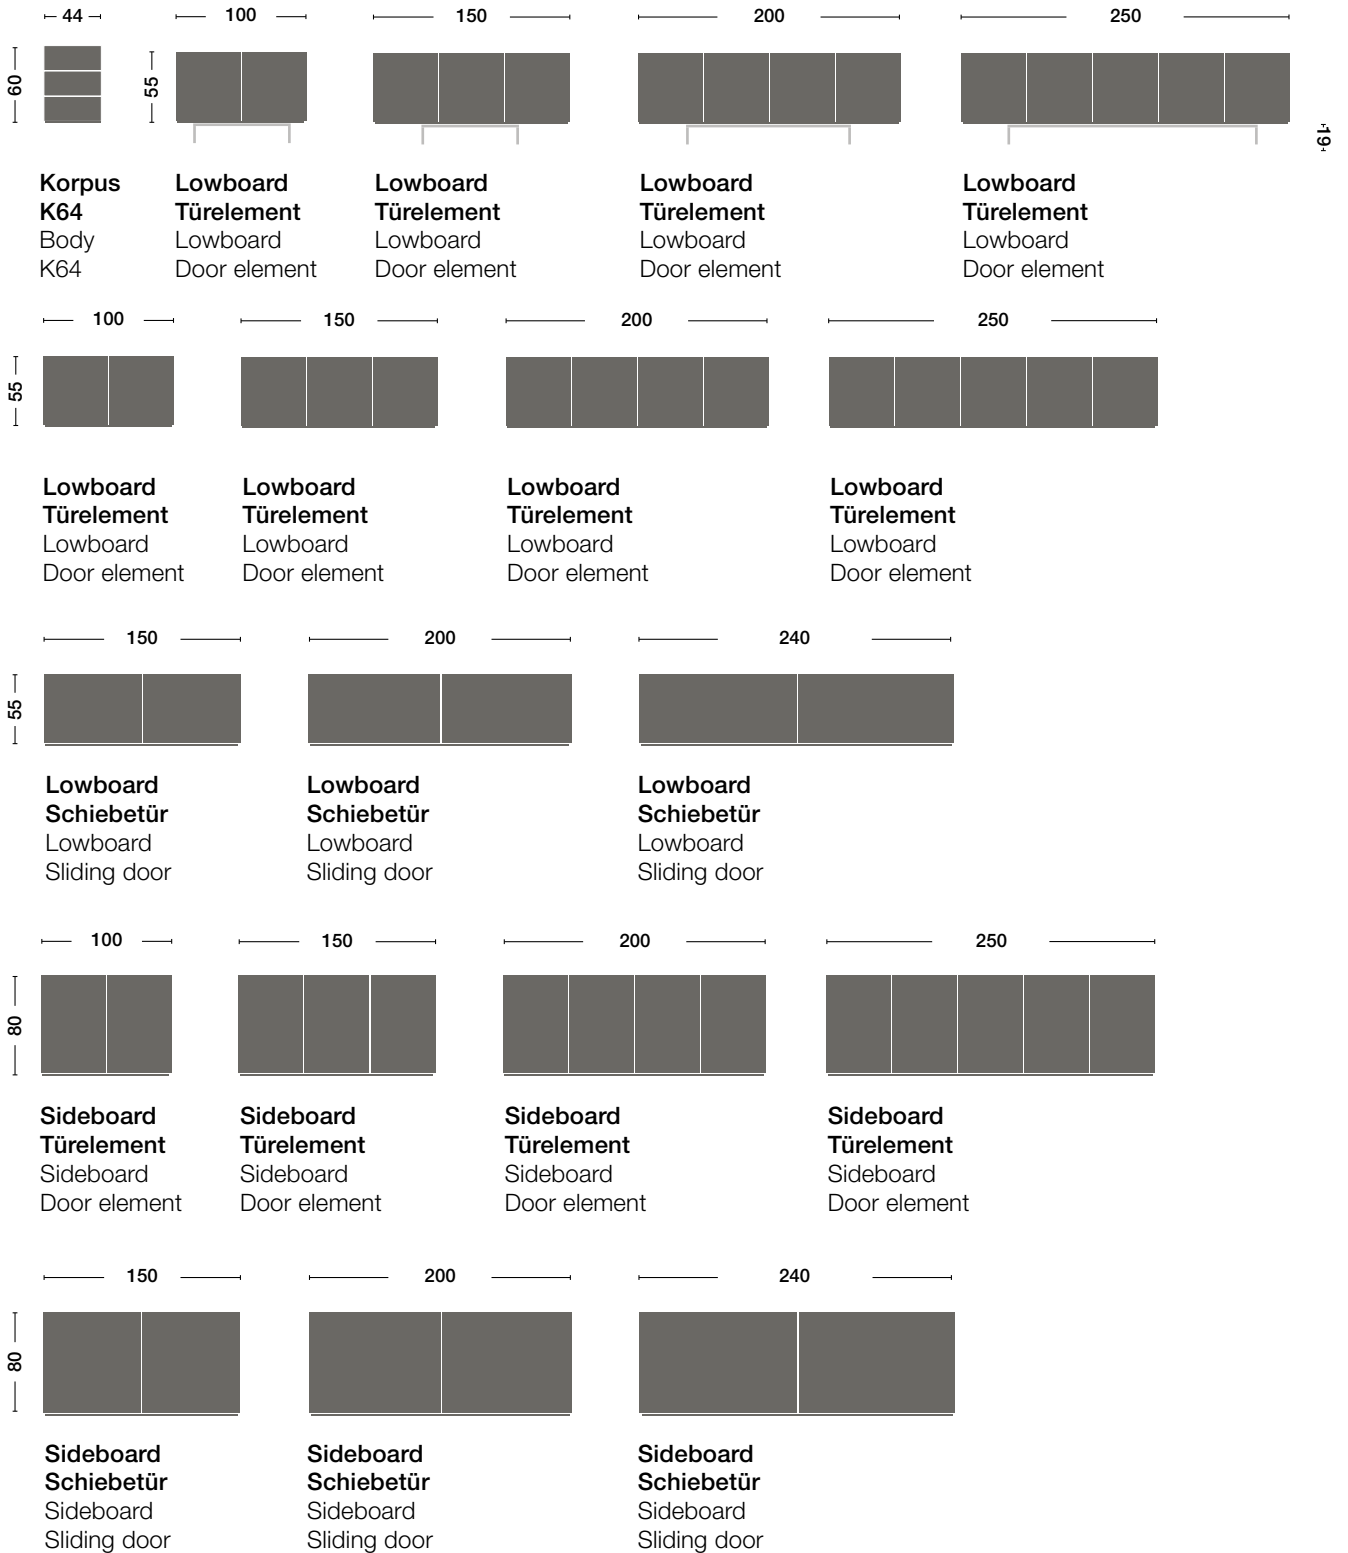 44
100
150
200
250
60
55
19
Korpus
K64
Body
K64
Lowboard
Türelement
Lowboard
Door element
Lowboard
Türelement
Lowboard
Door element
Lowboard
Türelement
Lowboard
Door element
Lowboard
Türelement
Lowboard
Door element
100
150
200
250
55
Lowboard
Türelement
Lowboard
Door element
Lowboard
Türelement
Lowboard
Door element
Lowboard
Türelement
Lowboard
Door element
Lowboard
Türelement
Lowboard
Door element
150
200
240
55
Lowboard
Schiebetür
Lowboard
Sliding door
Lowboard
Schiebetür
Lowboard
Sliding door
Lowboard
Schiebetür
Lowboard
Sliding door
100
150
200
250
80
Sideboard
Türelement
Sideboard
Door element
Sideboard
Türelement
Sideboard
Door element
Sideboard
Türelement
Sideboard
Door element
Sideboard
Türelement
Sideboard
Door element
150
200
240
80
Sideboard
Schiebetür
Sideboard
Sliding door
Sideboard
Schiebetür
Sideboard
Sliding door
Sideboard
Schiebetür
Sideboard
Sliding door